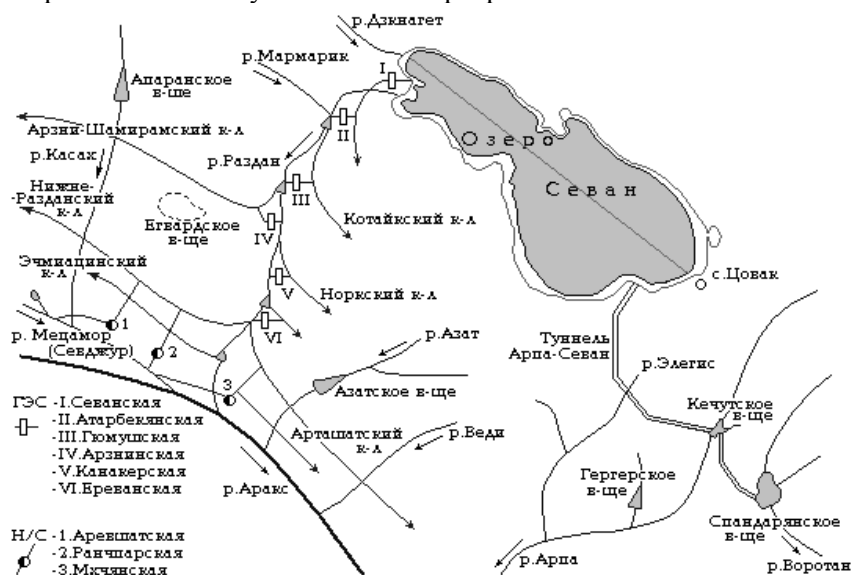 р.Дзкнагет
р.Мармарик
I
Апаранское
в-ще
Арзни-Шамирамский к-л
II
Озеро
р.Касах
р.Раздан
Нижне-
-Разданский
к-л
III
Севан
Егвардское
в-ще
IV
Котайкский к-л
Эчмиацинский
к-л
с.Цовак
V
Норкский к-л
1
р. Мецамор
(Севджур)
VI
р.Азат
Туннель
Арпа-Севан
2
р.Элегис
3
Азатское в-ще
Кечутское
в-ще
ГЭС -I.Севанская
-II.Атарбекянская
-III.Гюмушская
-IV.Арзнинская
-V.Канакерская
-VI.Ереванская
Арташатский
к-л
р.Веди
Гергерское
в-ще
р.Аракс
Спандарянское
в-ще
Н/С -1.Аревшатская
-2.Ранчпарская
-3.Мхчянская
р.Арпа
р.Воротан